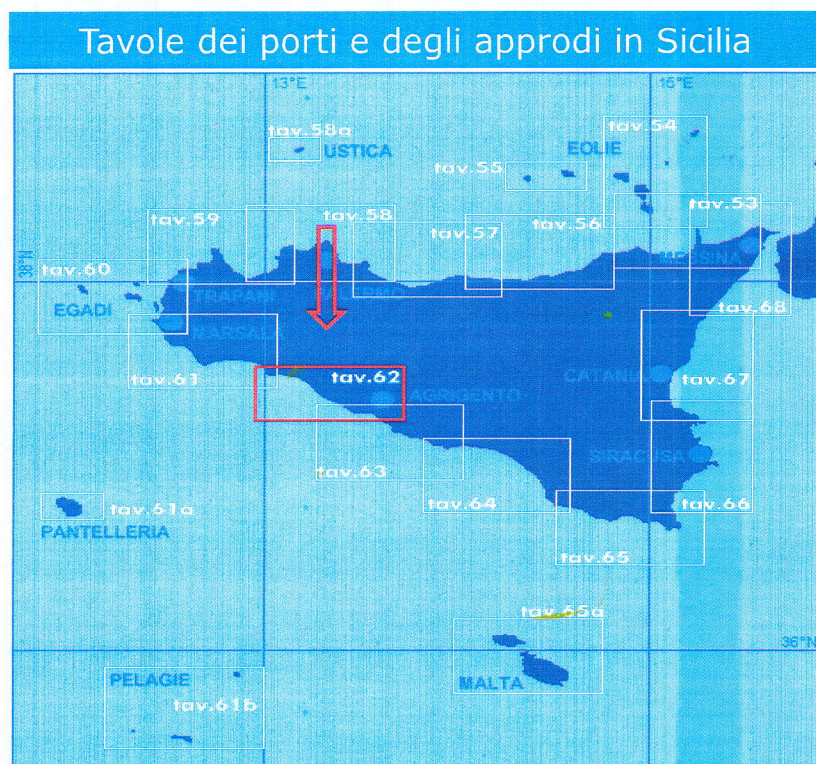 Tavole dei porti e degli approdi in Sicilia
13°E
15°E
tav.58a
USTICA
tav.54
EOLIE
tav.55
tav.59
tav.58
tav.57
tav.56
tav.53
MESSINA
38°N
tav.60
EGADI
TRAPANI
PALERMO
tav.68
MARSALA
tav.61
tav.62
AGRIGENTO
CATANIA
tav.67
tav.63
SIRACUSA
tav.64
tav.66
tav.61a
PANTELLERIA
tav.65
tav.65a
36°N
MALTA
PELAGIE
tav.61b